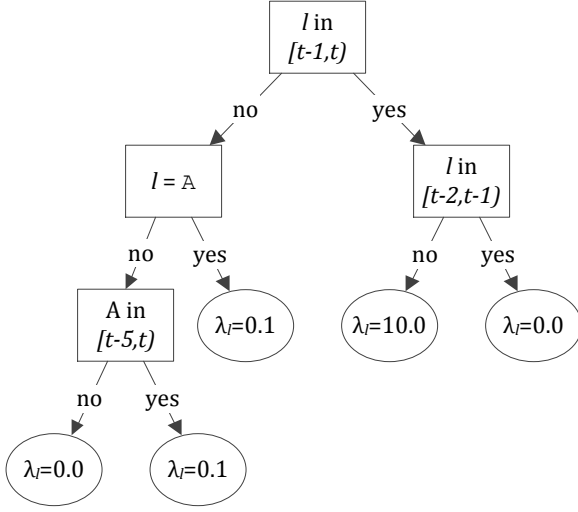 l in
[t-1,t)
no
yes
l = A
l in
[t-2,t-1)
no
yes
no
yes
A in
[t-5,t)
λl=0.1
λl=10.0
λl=0.0
no
yes
λl=0.0
λl=0.1